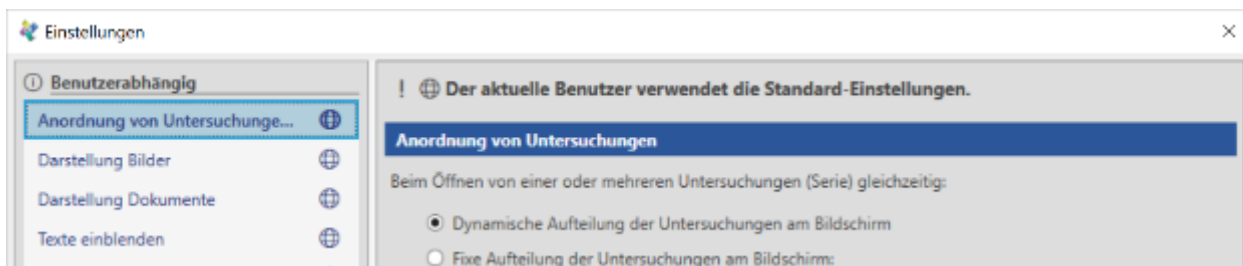 Einstellungen
Benutzerabhängig
Anordnung von Untersuchunge...
Darstellung Bilder
Darstellung Dokumente
Texte einblenden
! Der aktuelle Benutzer verwendet die Standard-Einstellungen.
Anordnung von Untersuchungen
Beim Öffnen von einer oder mehreren Untersuchungen (Serie) gleichzeitig:
Dynamische Aufteilung der Untersuchungen am Bildschirm
Fixe Aufteilung der Untersuchungen am Bildschirm: